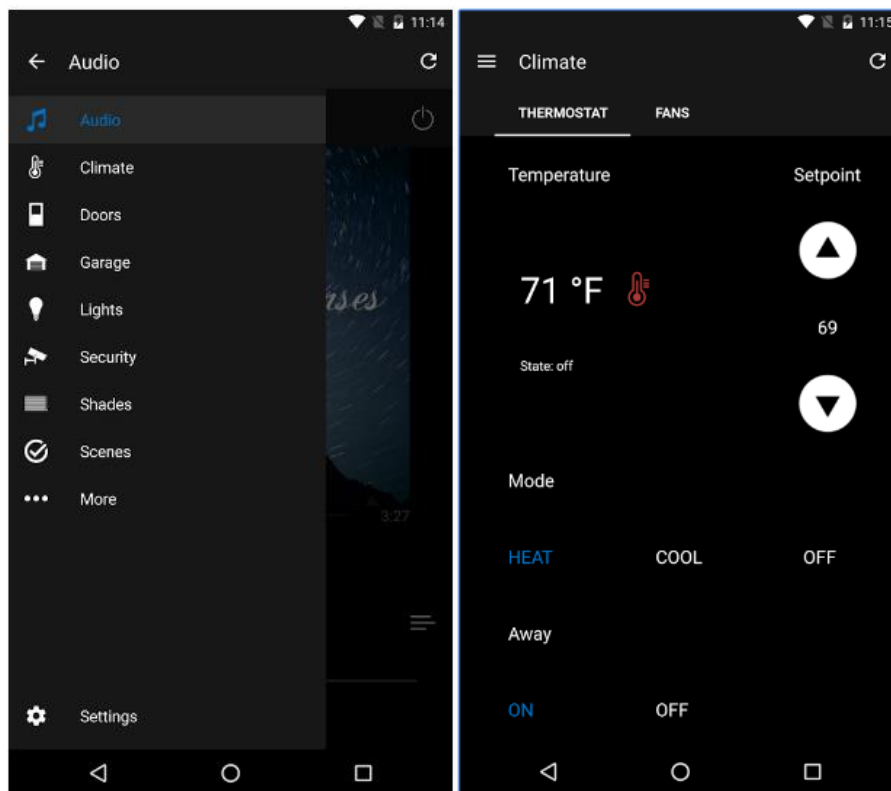 11:14
Audio
Audio
Climate
Doors
Garage
Lights
Security
Shades
Scenes
More
3:27
Settings
11:15
Climate
THERMOSTAT FANS
Temperature Setpoint
71 °F
69
State: off
Mode
HEAT COOL OFF
Away
ON OFF